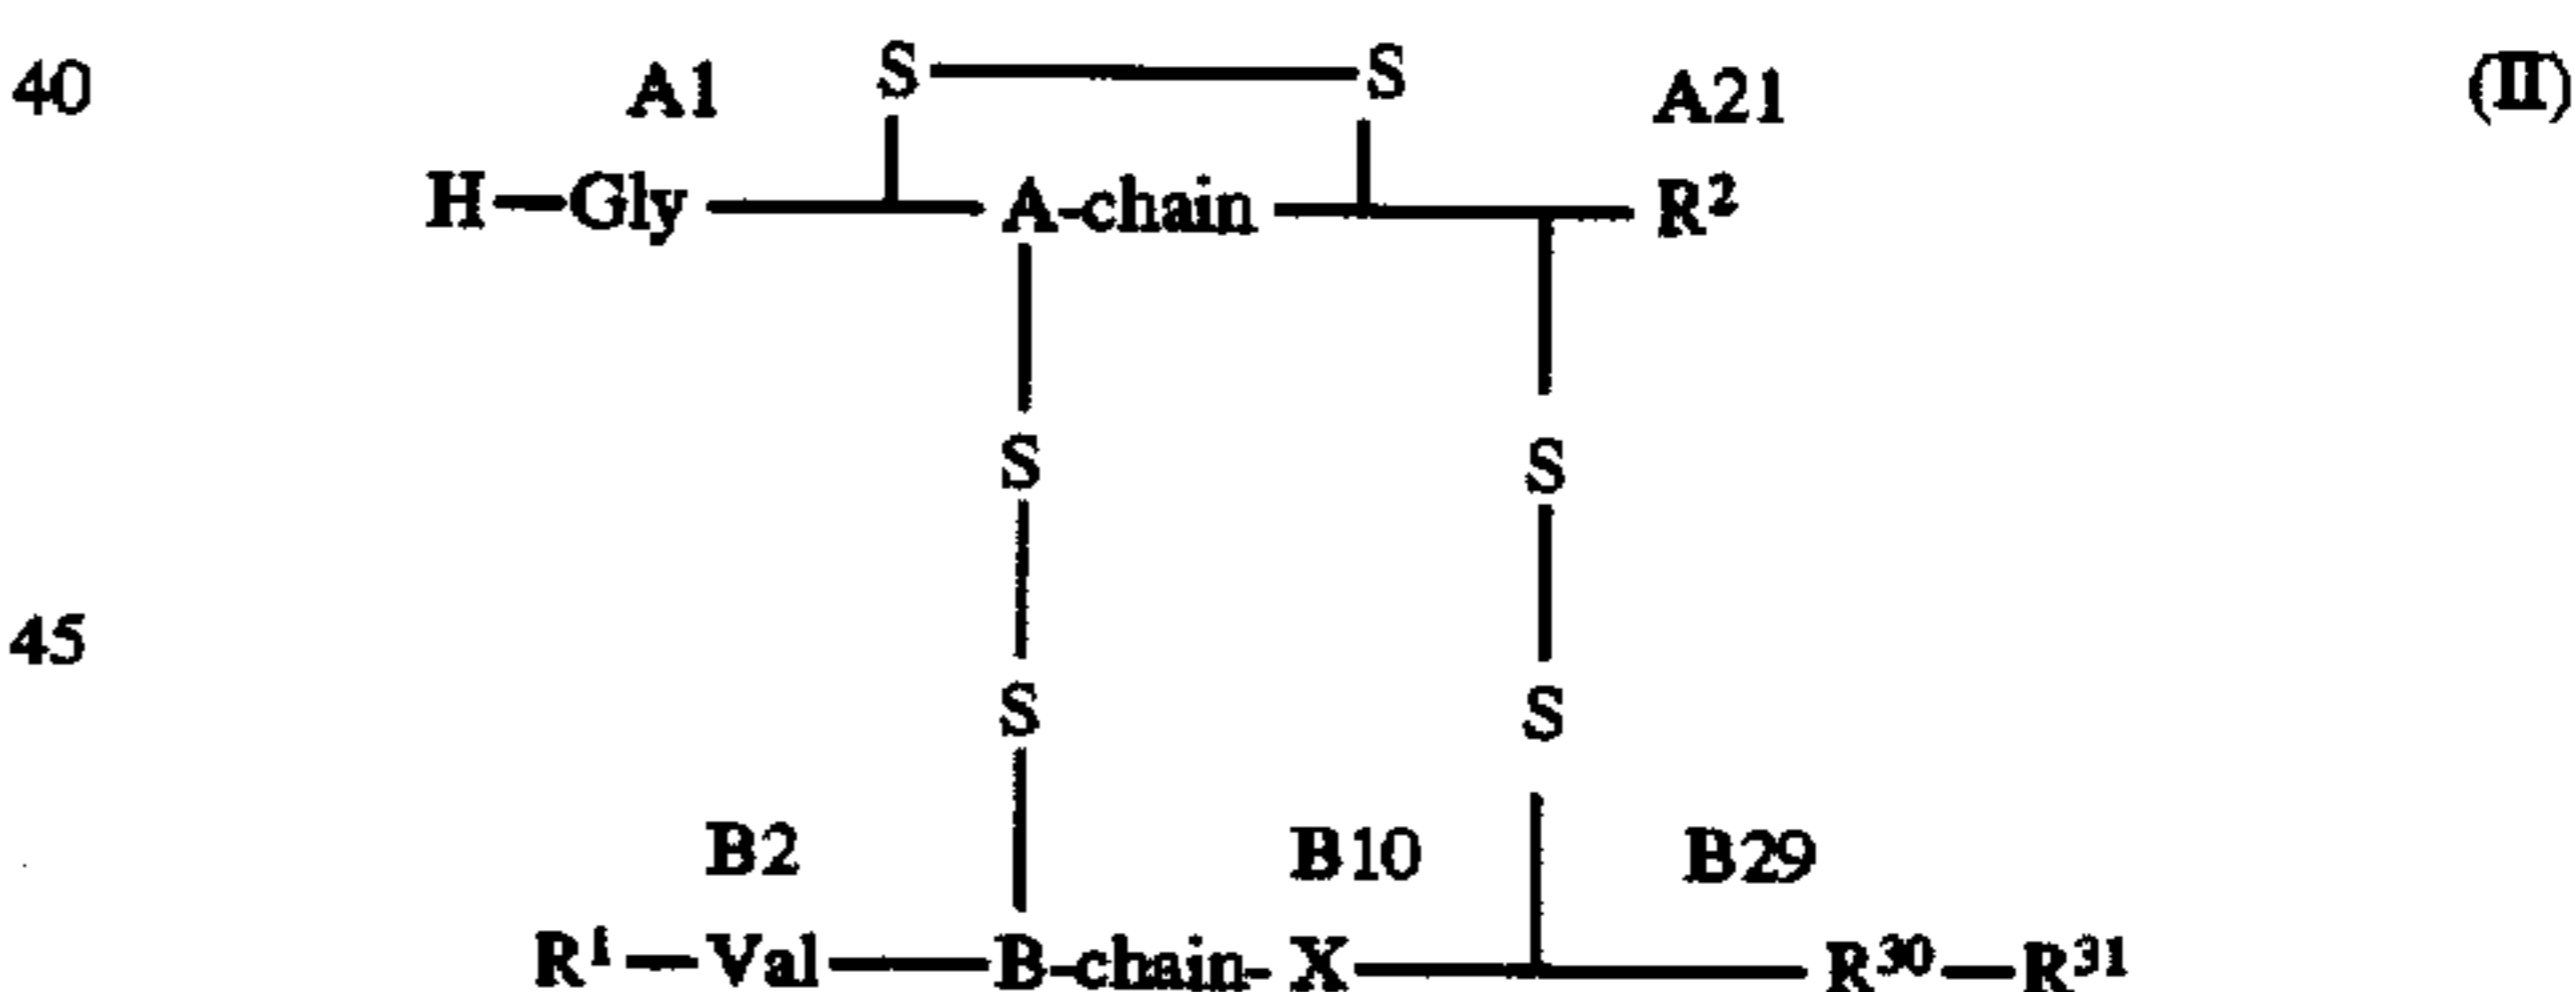 40 A1 S S A21 (II)
H—Gly A-chain R²
S S
45
S S
B2 B10 B29
R¹—Val B-chain- X R³⁰—R³¹